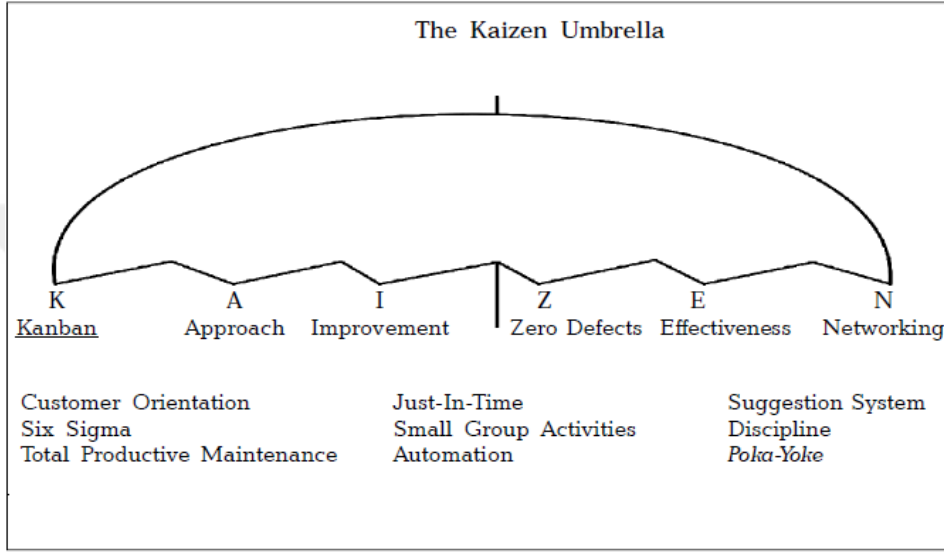 The Kaizen Umbrella
K A I Z E N
Kanban Approach Improvement Zero Defects Effectiveness Networking
Customer Orientation Just-In-Time Suggestion System
Six Sigma Small Group Activities Discipline
Total Productive Maintenance Automation Poka-Yoke